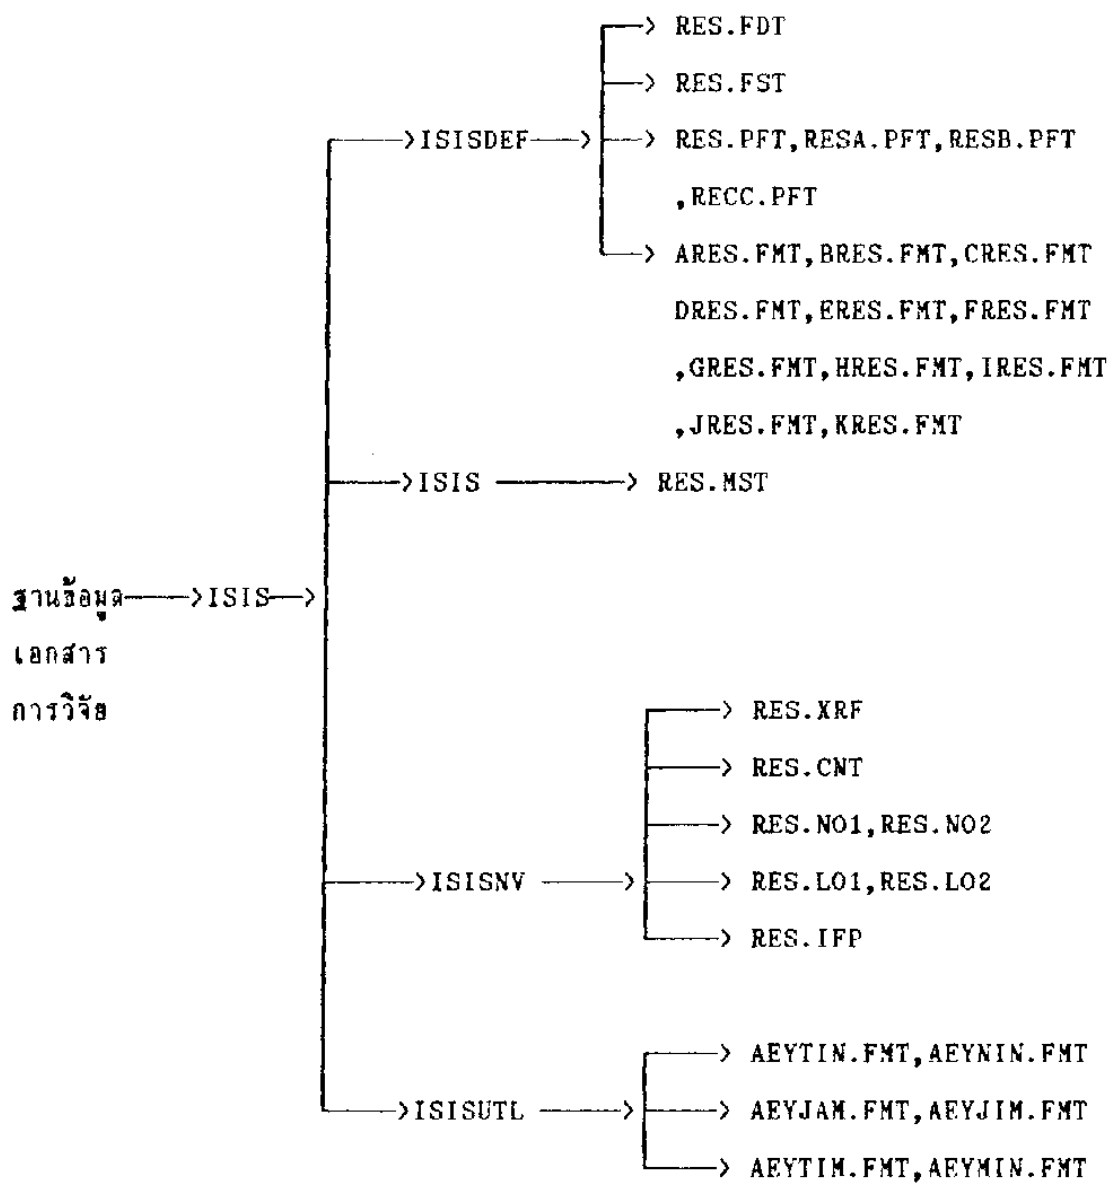 RES.FDT
RES.FST
ISISDEF
RES.PFT,RESA.PFT,RESB.PFT
,RECC.PFT
ARES.FMT,BRES.FMT,CRES.FMT
DRES.FMT,ERES.FMT,FRES.FMT
,GRES.FMT,HRES.FMT,IRES.FMT
,JRES.FMT,KRES.FMT
ISIS
RES.MST
ฐานข้อมูล
ISIS
เอกสาร
การวิจัย
RES.XRF
RES.CNT
RES.NO1,RES.NO2
ISISNV
RES.LO1,RES.LO2
RES.IFP
AEYTIN.FMT,AEYNIN.FMT
ISISUTL
AEYJAM.FMT,AEYJIM.FMT
AEYTIM.FMT,AEYMIN.FMT